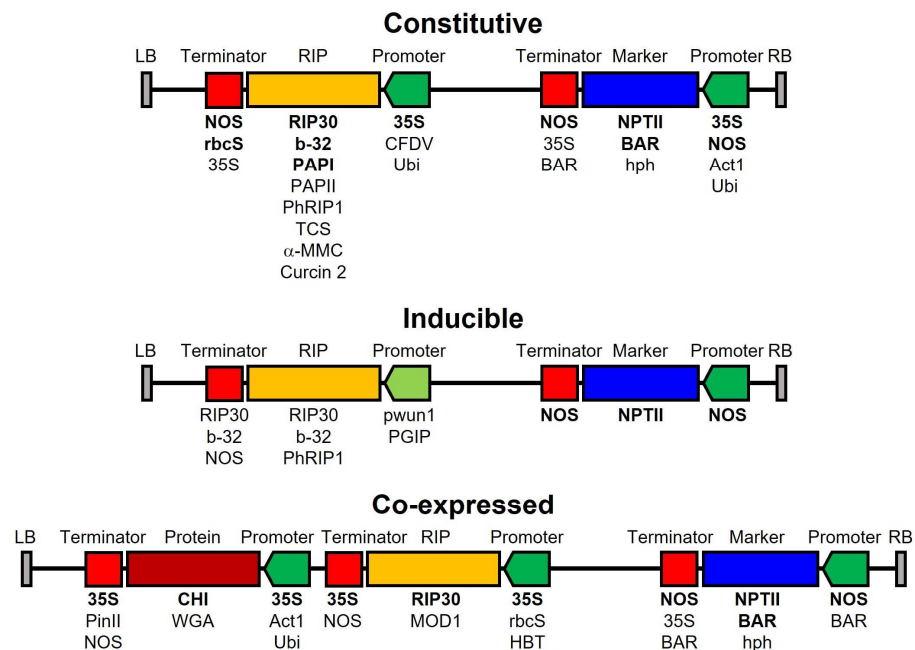 Constitutive
LB Terminator RIP Promoter Terminator Marker Promoter RB
NOS RIP30 35S NOS NPTII 35S
rbcS b-32 CFDV 35S BAR NOS
35S PAPI Ubi BAR hph Act1
PAPII Ubi
PhRIP1
TCS
α-MMC
Curcin 2
Inducible
LB Terminator RIP Promoter Terminator Marker Promoter RB
RIP30 RIP30 pwun1 NOS NPTII NOS
b-32 b-32 PGIP
NOS PhRIP1
Co-expressed
LB Terminator Protein Promoter Terminator RIP Promoter Terminator Marker Promoter RB
35S CHI 35S 35S RIP30 35S NOS NPTII NOS
PinII WGA Act1 NOS MOD1 rbcS 35S BAR BAR
NOS Ubi HBT BAR hph